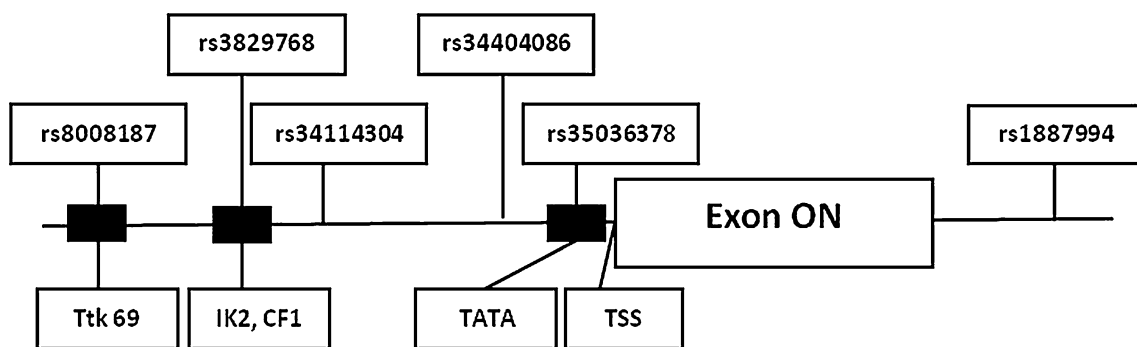 rs3829768
rs34404086
rs8008187
rs34114304
rs35036378
rs1887994
Exon ON
Ttk 69
IK2, CF1
TATA
TSS